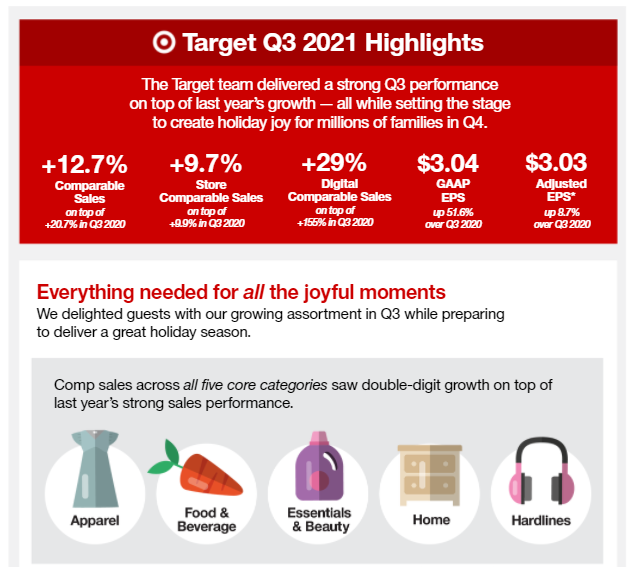 Target Q3 2021 Highlights
The Target team delivered a strong Q3 performance
on top of last year's growth — all while setting the stage
to create holiday joy for millions of families in Q4.
+12.7%
Comparable
Sales
on top of
+20.7% in Q3 2020
+9.7%
Store
Comparable Sales
on top of
+9.9% in Q3 2020
+29%
Digital
Comparable Sales
on top of
+155% in Q3 2020
$3.04
GAAP
EPS
up 51.6%
over Q3 2020
$3.03
Adjusted
EPS*
up 8.7%
over Q3 2020
Everything needed for all the joyful moments
We delighted guests with our growing assortment in Q3 while preparing
to deliver a great holiday season.
Comp sales across all five core categories saw double-digit growth on top of
last year's strong sales performance.
Apparel
Food &
Beverage
Essentials
& Beauty
Home
Hardlines